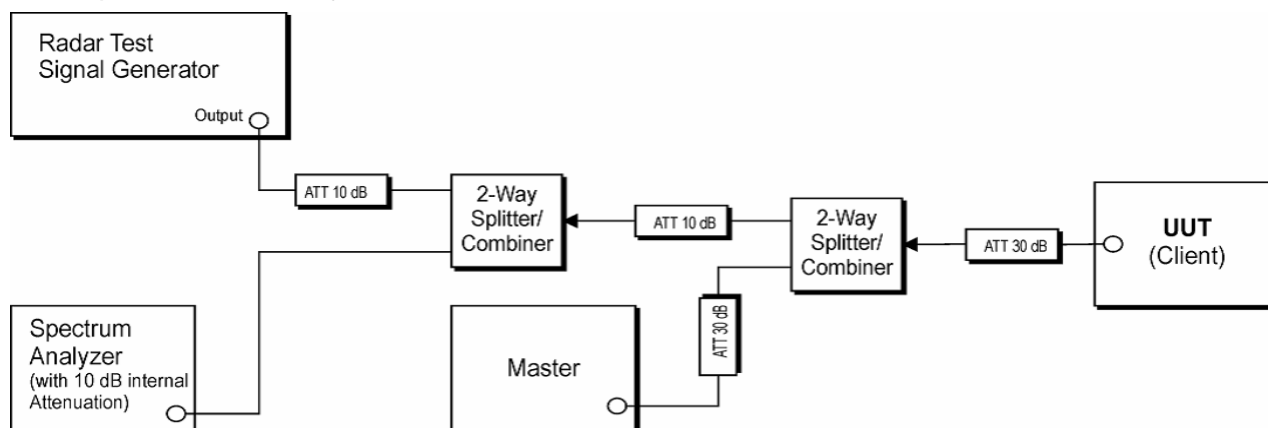 Radar Test
Signal Generator
Output
ATT 10 dB
2-Way
Splitter/
Combiner
ATT 10 dB
2-Way
Splitter/
Combiner
ATT 30 dB
UUT
(Client)
Spectrum
Analyzer
(with 10 dB internal
Attenuation)
Master
ATT 30 dB